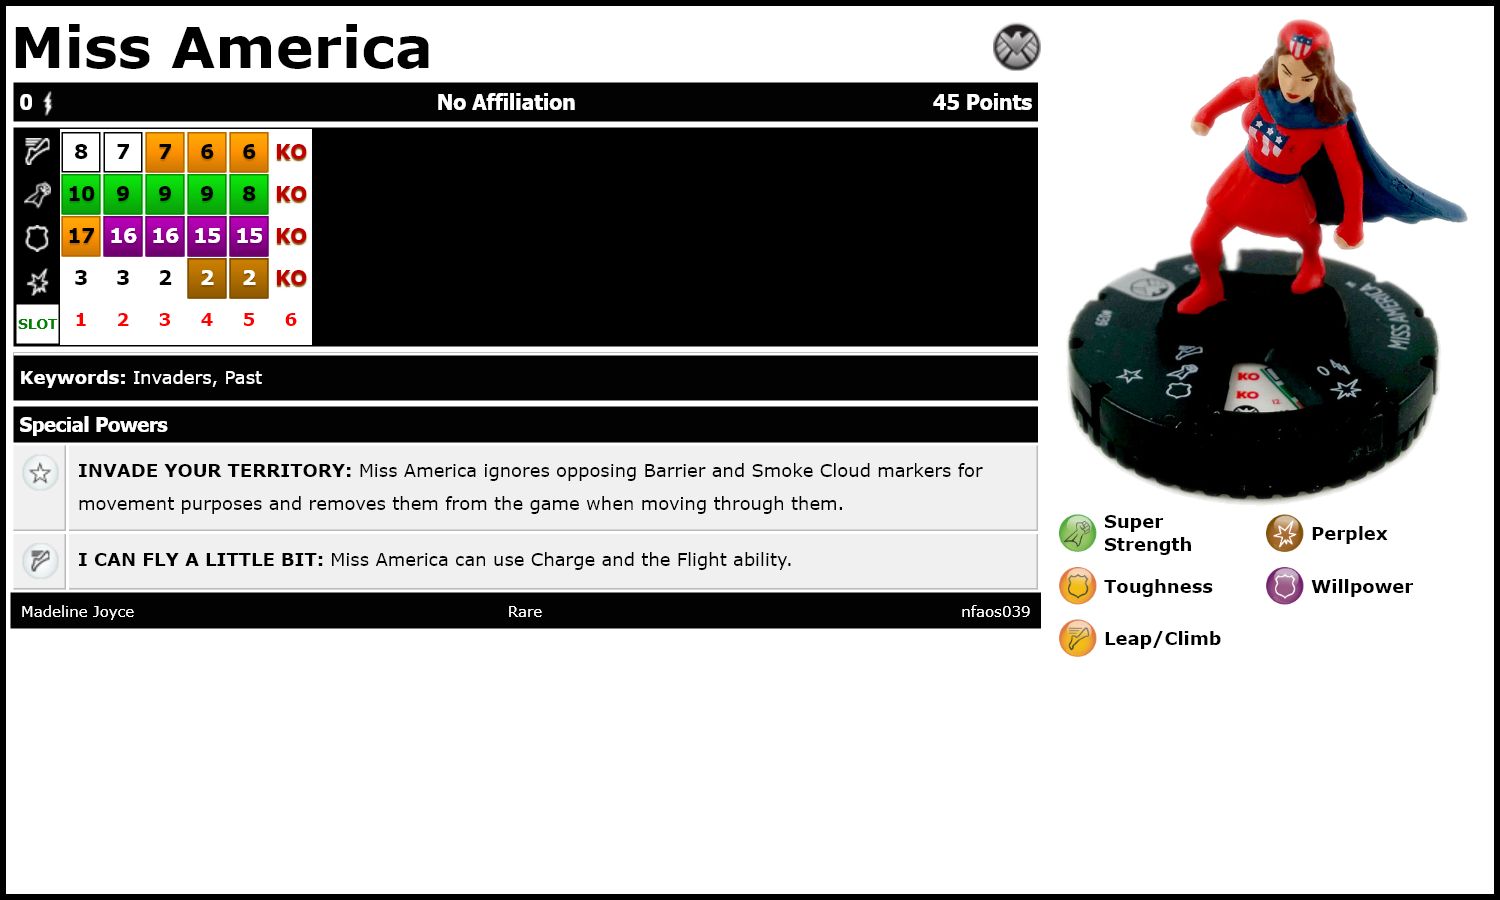 Miss America
0 No Affiliation 45 Points
8 7 7 6 6 KO
10 9 9 9 8 KO
17 16 16 15 15 KO
3 3 2 2 2 KO
SLOT 1 2 3 4 5 6
Keywords: Invaders, Past
Special Powers
INVADE YOUR TERRITORY: Miss America ignores opposing Barrier and Smoke Cloud markers for
movement purposes and removes them from the game when moving through them.
I CAN FLY A LITTLE BIT: Miss America can use Charge and the Flight ability.
Madeline Joyce Rare nfaos039
MISS AMERICA™
KO
KO
12
0
Super
Strength
Perplex
Toughness
Willpower
Leap/Climb